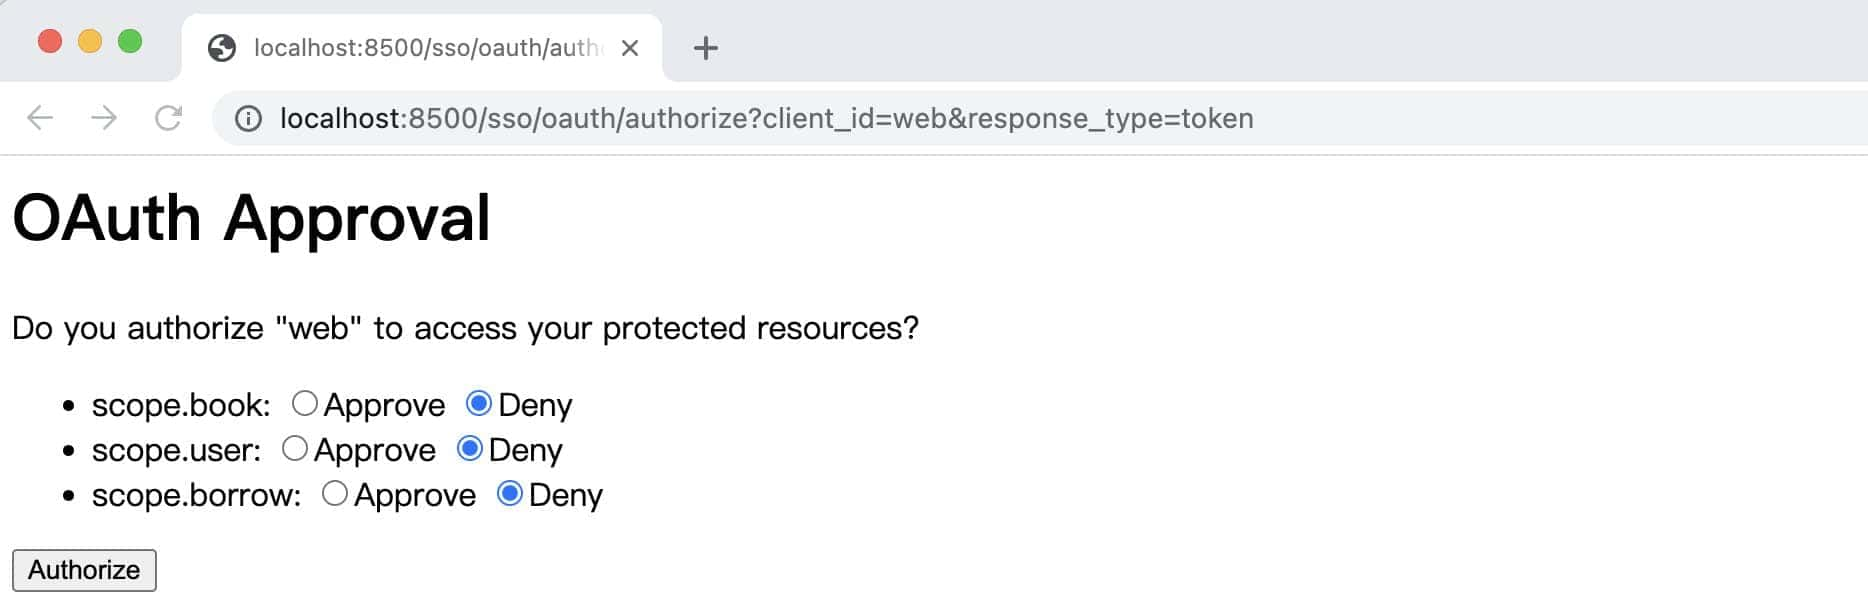 localhost:8500/sso/oauth/auth
localhost:8500/sso/oauth/authorize?client_id=web&response_type=token
OAuth Approval
Do you authorize "web" to access your protected resources?
• scope.book: Approve Deny
• scope.user: Approve Deny
• scope.borrow: Approve Deny
Authorize